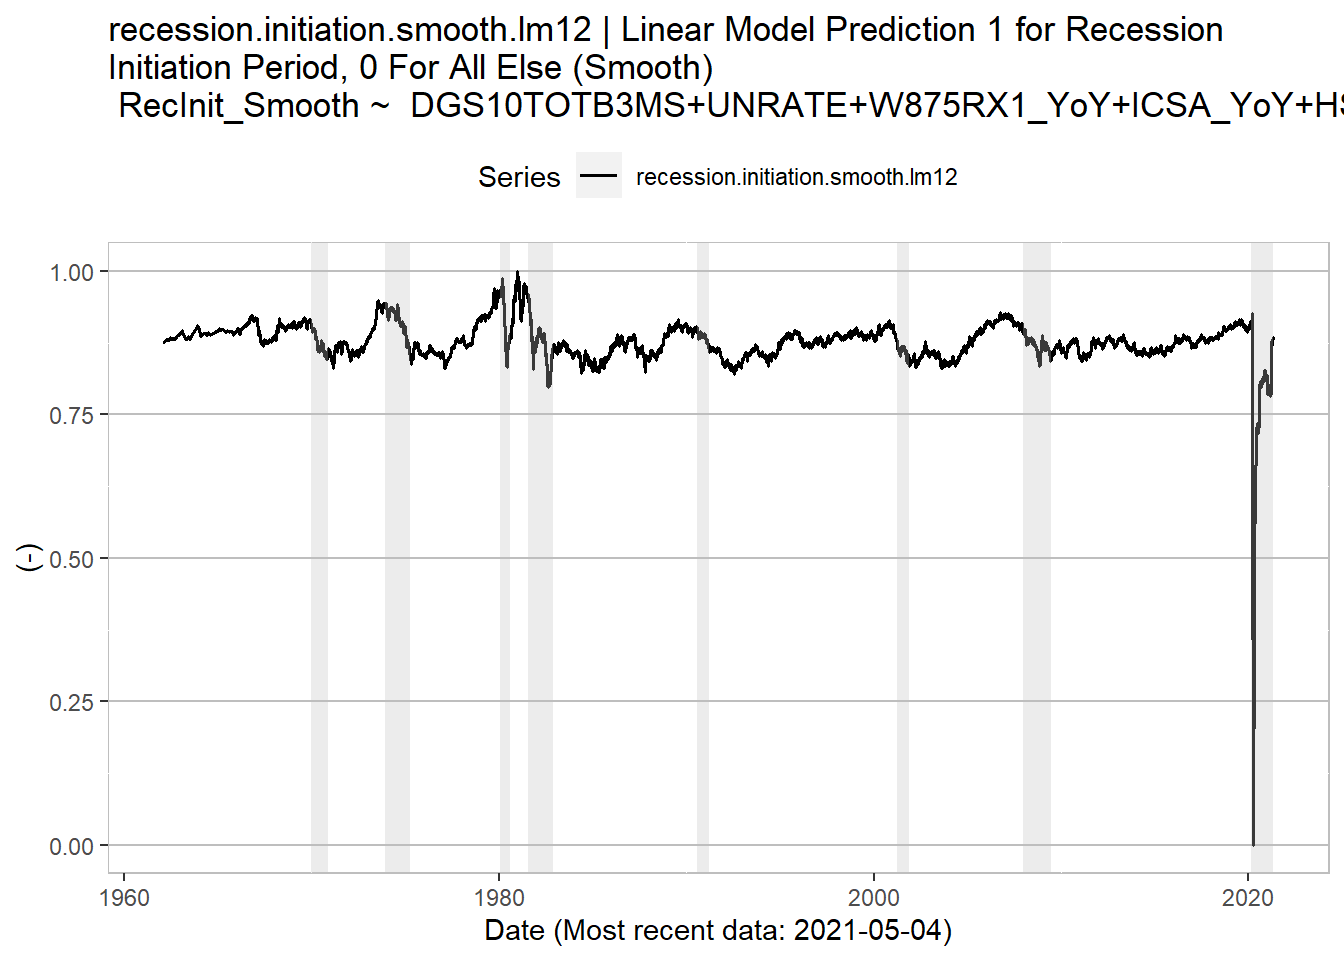 recession.initiation.smooth.lm12 | Linear Model Prediction 1 for Recession
Initiation Period, 0 For All Else (Smooth)
RecInit_Smooth ~ DGS10TOTB3MS+UNRATE+W875RX1_YoY+ICSA_YoY+HS
Series
recession.initiation.smooth.lm12
1.00
0.75
0.50
0.25
0.00
(-)
1960
1980
2000
2020
Date (Most recent data: 2021-05-04)